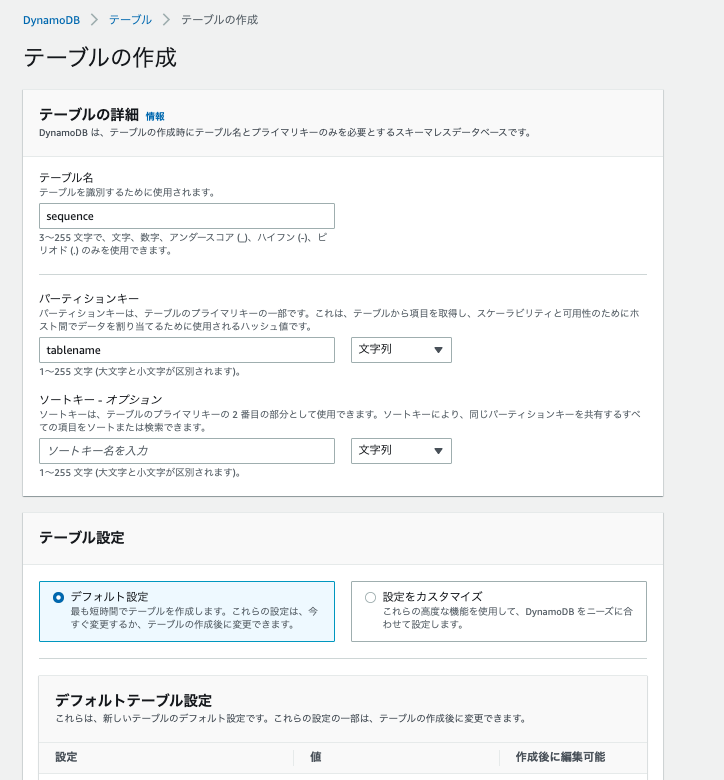 DynamoDB > テーブル > テーブルの作成
テーブルの作成
テーブルの詳細 情報
DynamoDB は、テーブルの作成時にテーブル名とプライマリキーのみを必要とするスキーマレスデータベースです。
テーブル名
テーブルを識別するために使用されます。
sequence
3〜255 文字で、文字、数字、アンダースコア (_)、ハイフン (-)、ピ
リオド (.) のみを使用できます。
パーティションキー
パーティションキーは、テーブルのプライマリキーの一部です。これは、テーブルから項目を取得し、スケーラビリティと可用性のためにホ
スト間でデータを割り当てるために使用されるハッシュ値です。
tablename 文字列
1〜255 文字 (大文字と小文字が区別されます)。
ソートキー - オプション
ソートキーは、テーブルのプライマリキーの 2 番目の部分として使用できます。ソートキーにより、同じパーティションキーを共有するすべ
ての項目をソートまたは検索できます。
ソートキー名を入力 文字列
1〜255 文字 (大文字と小文字が区別されます)。
テーブル設定
デフォルト設定
最も短時間でテーブルを作成します。これらの設定は、今
すぐ変更するか、テーブルの作成後に変更できます。
設定をカスタマイズ
これらの高度な機能を使用して、DynamoDB をニーズに合
わせて設定します。
デフォルトテーブル設定
これらは、新しいテーブルのデフォルト設定です。これらの設定の一部は、テーブルの作成後に変更できます。
設定 値 作成後に編集可能